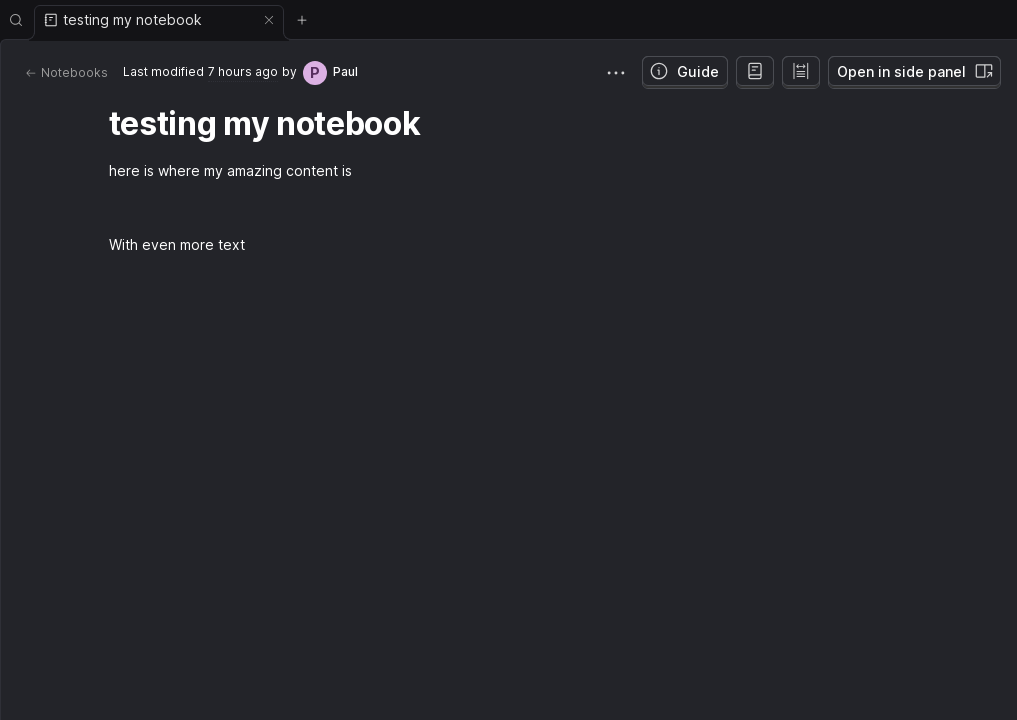 testing my notebook
Notebooks
Last modified 7 hours ago by P Paul
Guide
Open in side panel
testing my notebook
here is where my amazing content is
With even more text